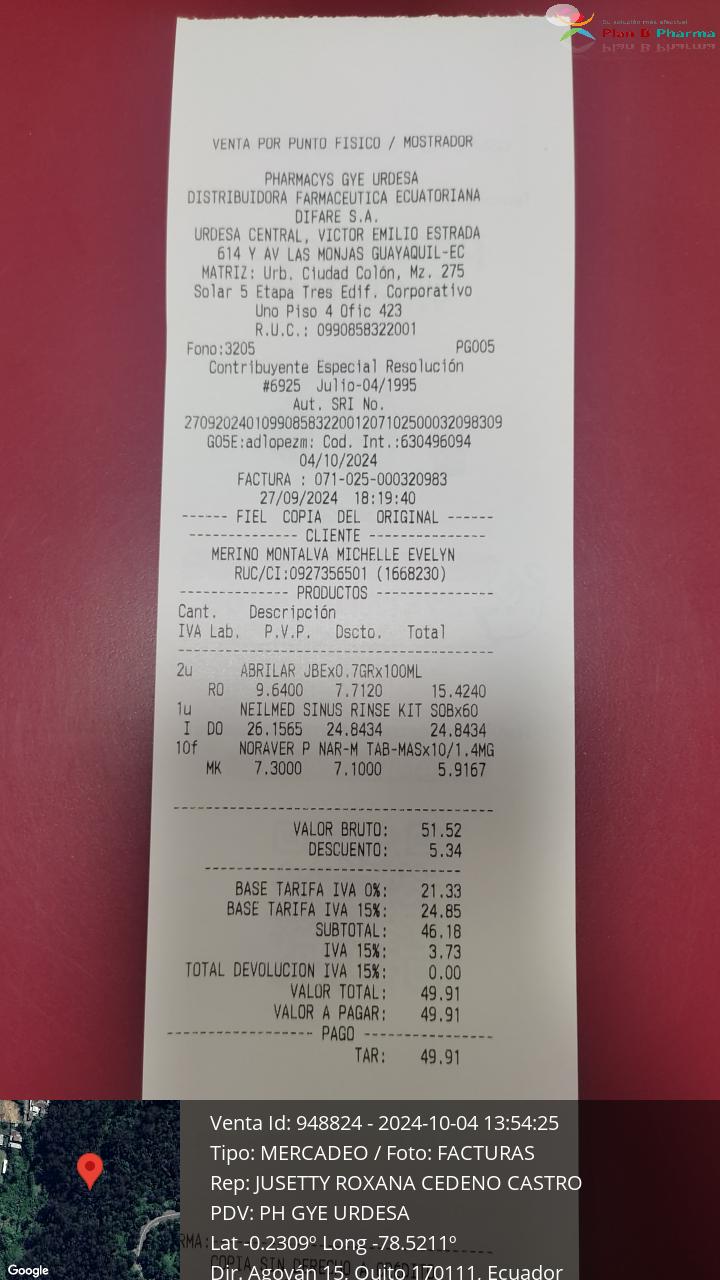 Su solución más efectiva!
Plan B Pharma
VENTA POR PUNTO FISICO / MOSTRADOR
PHARMACYS GYE URDESA
DISTRIBUIDORA FARMACEUTICA ECUATORIANA
DIFARE S.A.
URDESA CENTRAL, VICTOR EMILIO ESTRADA
614 Y AV LAS MONJAS GUAYAQUIL-EC
MATRIZ: Urb. Ciudad Colón, Mz. 275
Solar 5 Etapa Tres Edif. Corporativo
Uno Piso 4 Ofic 423
R.U.C.: 0990858322001
Fono:3205 PG005
Contribuyente Especial Resolución
#6925 Julio-04/1995
Aut. SRI No.
2709202401099085832200120710250003209​8309
G05E:adlopezm: Cod. Int.:630496094
04/10/2024
FACTURA : 071-025-000320983
27/09/2024 18:19:40
------ FIEL COPIA DEL ORIGINAL ------
--------------- CLIENTE ---------------
MERINO MONTALVA MICHELLE EVELYN
RUC/CI:0927356501 (1668230)
-------------- PRODUCTOS ---------------
Cant. Descripción
IVA Lab. P.V.P. Dscto. Total
2u ABRILAR JBEx0.7GRx100ML
RO 9.6400 7.7120 15.4240
1u NEILMED SINUS RINSE KIT SOBx60
I DO 26.1565 24.8434 24.8434
10f NORAVER P NAR-M TAB-MASx10/1.4MG
MK 7.3000 7.1000 5.9167
VALOR BRUTO: 51.52
DESCUENTO: 5.34
BASE TARIFA IVA 0%: 21.33
BASE TARIFA IVA 15%: 24.85
SUBTOTAL: 46.18
IVA 15%: 3.73
TOTAL DEVOLUCION IVA 15%: 0.00
VALOR TOTAL: 49.91
VALOR A PAGAR: 49.91
----------------- PAGO ---------------
TAR: 49.91
Venta Id: 948824 - 2024-10-04 13:54:25
Tipo: MERCADEO / Foto: FACTURAS
Rep: JUSETTY ROXANA CEDENO CASTRO
PDV: PH GYE URDESA
Lat -0.2309º Long -78.5211º
RMA:
COPIA SIN DERECHO A
Dir. Agoyan 15, Quito 170111, Ecuador
Google